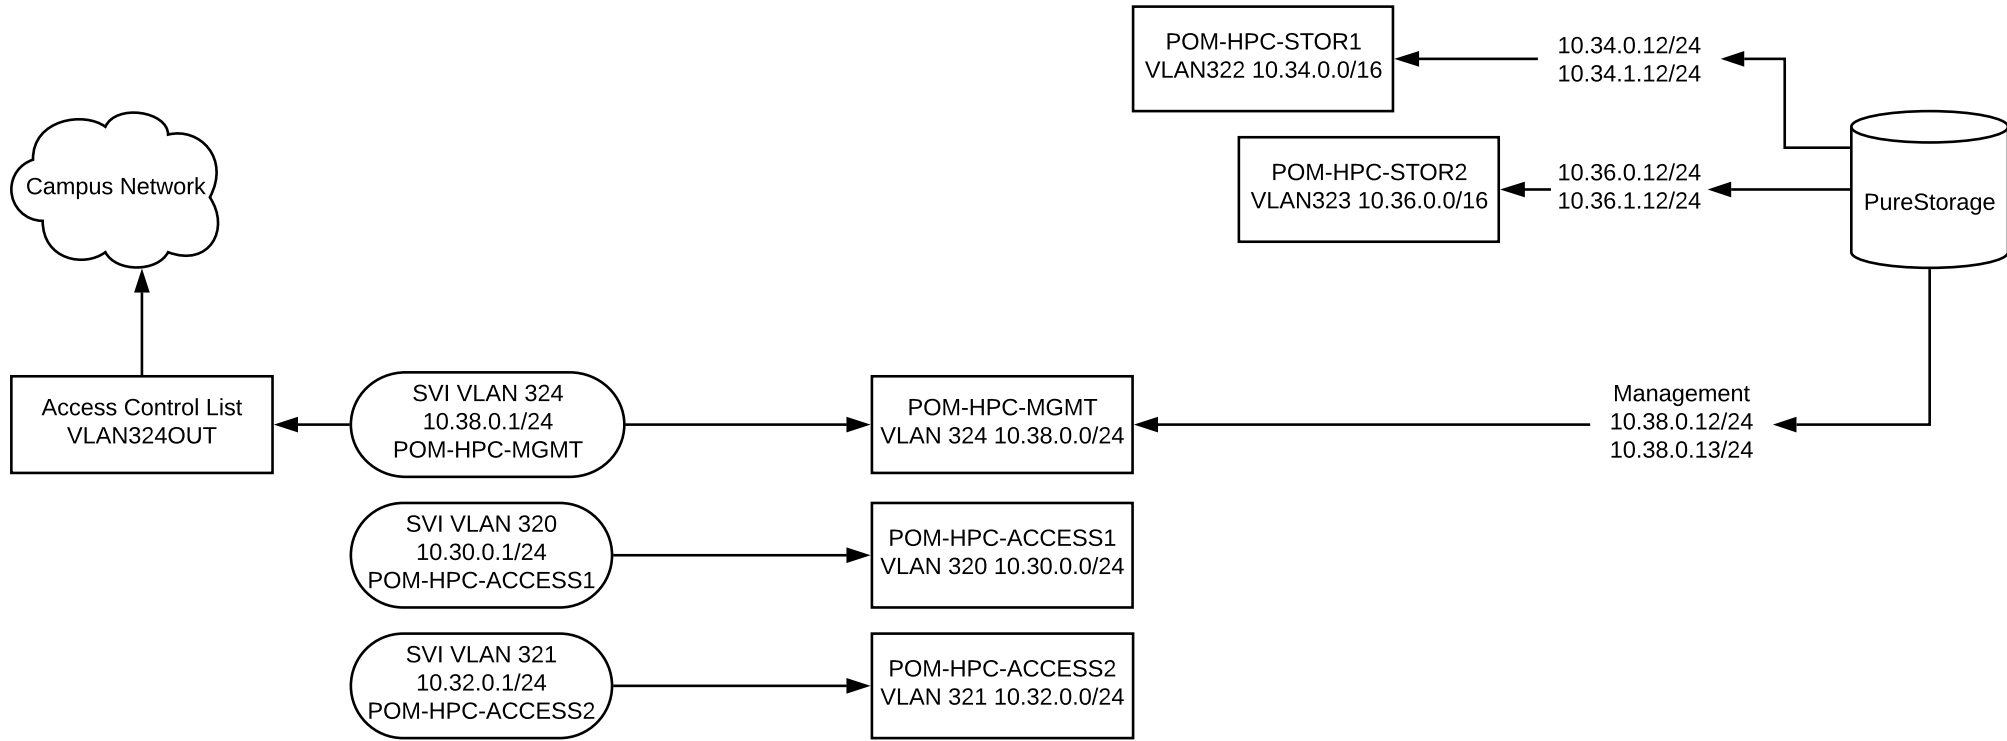 POM-HPC-STOR1
VLAN322 10.34.0.0/16
10.34.0.12/24
10.34.1.12/24
Campus Network
POM-HPC-STOR2
VLAN323 10.36.0.0/16
10.36.0.12/24
10.36.1.12/24
PureStorage
Access Control List
VLAN324OUT
SVI VLAN 324
10.38.0.1/24
POM-HPC-MGMT
POM-HPC-MGMT
VLAN 324 10.38.0.0/24
Management
10.38.0.12/24
10.38.0.13/24
SVI VLAN 320
10.30.0.1/24
POM-HPC-ACCESS1
POM-HPC-ACCESS1
VLAN 320 10.30.0.0/24
SVI VLAN 321
10.32.0.1/24
POM-HPC-ACCESS2
POM-HPC-ACCESS2
VLAN 321 10.32.0.0/24